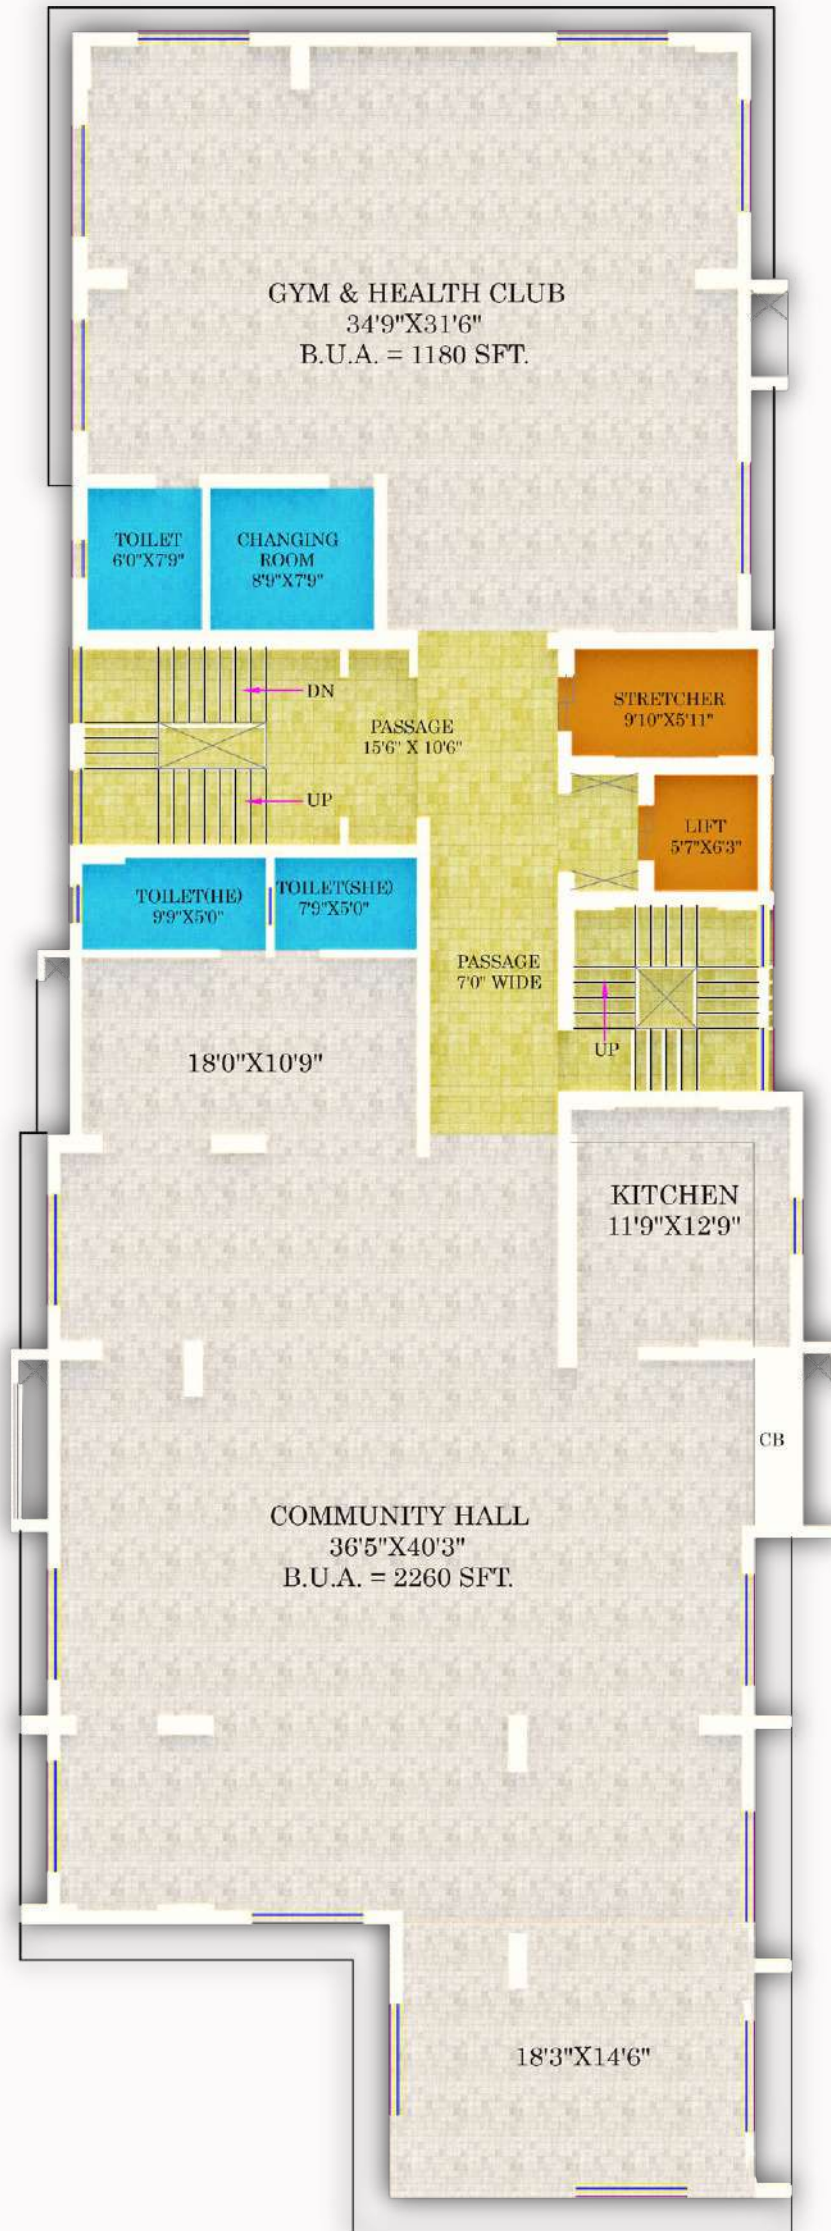 GYM & HEALTH CLUB
34'9"X31'6"
B.U.A. = 1180 SFT.
TOILET
6'0"X7'9"
CHANGING
ROOM
8'9"X7'9"
DN
PASSAGE
15'6" X 10'6"
UP
STRETCHER
9'10"X5'11"
LIFT
5'7"X6'3"
TOILET(HE)
9'9"X5'0"
TOILET(SHE)
7'9"X5'0"
PASSAGE
7'0" WIDE
UP
18'0"X10'9"
KITCHEN
11'9"X12'9"
CB
COMMUNITY HALL
36'5"X40'3"
B.U.A. = 2260 SFT.
18'3"X14'6"